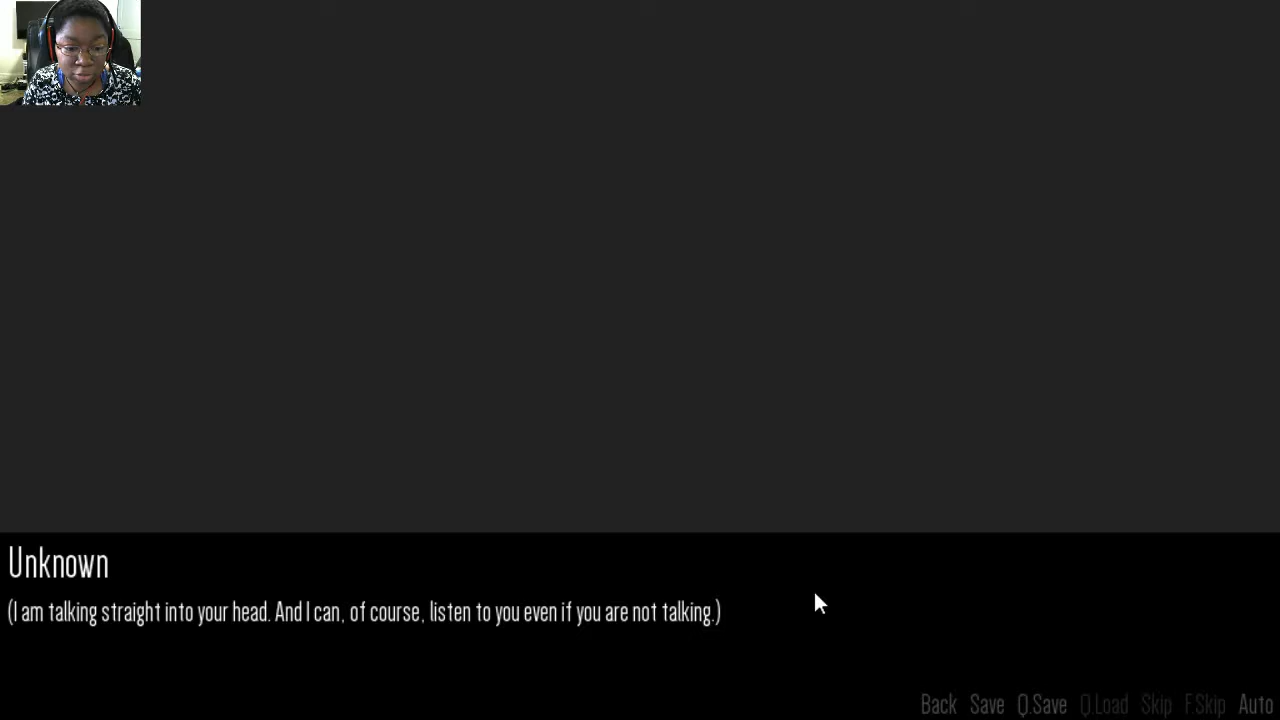 Unknown
(I am talking straight into your head. And I can, of course, listen to you even if you are not talking.)
Back Save Q.Save Q.Load Skip F.Skip Auto